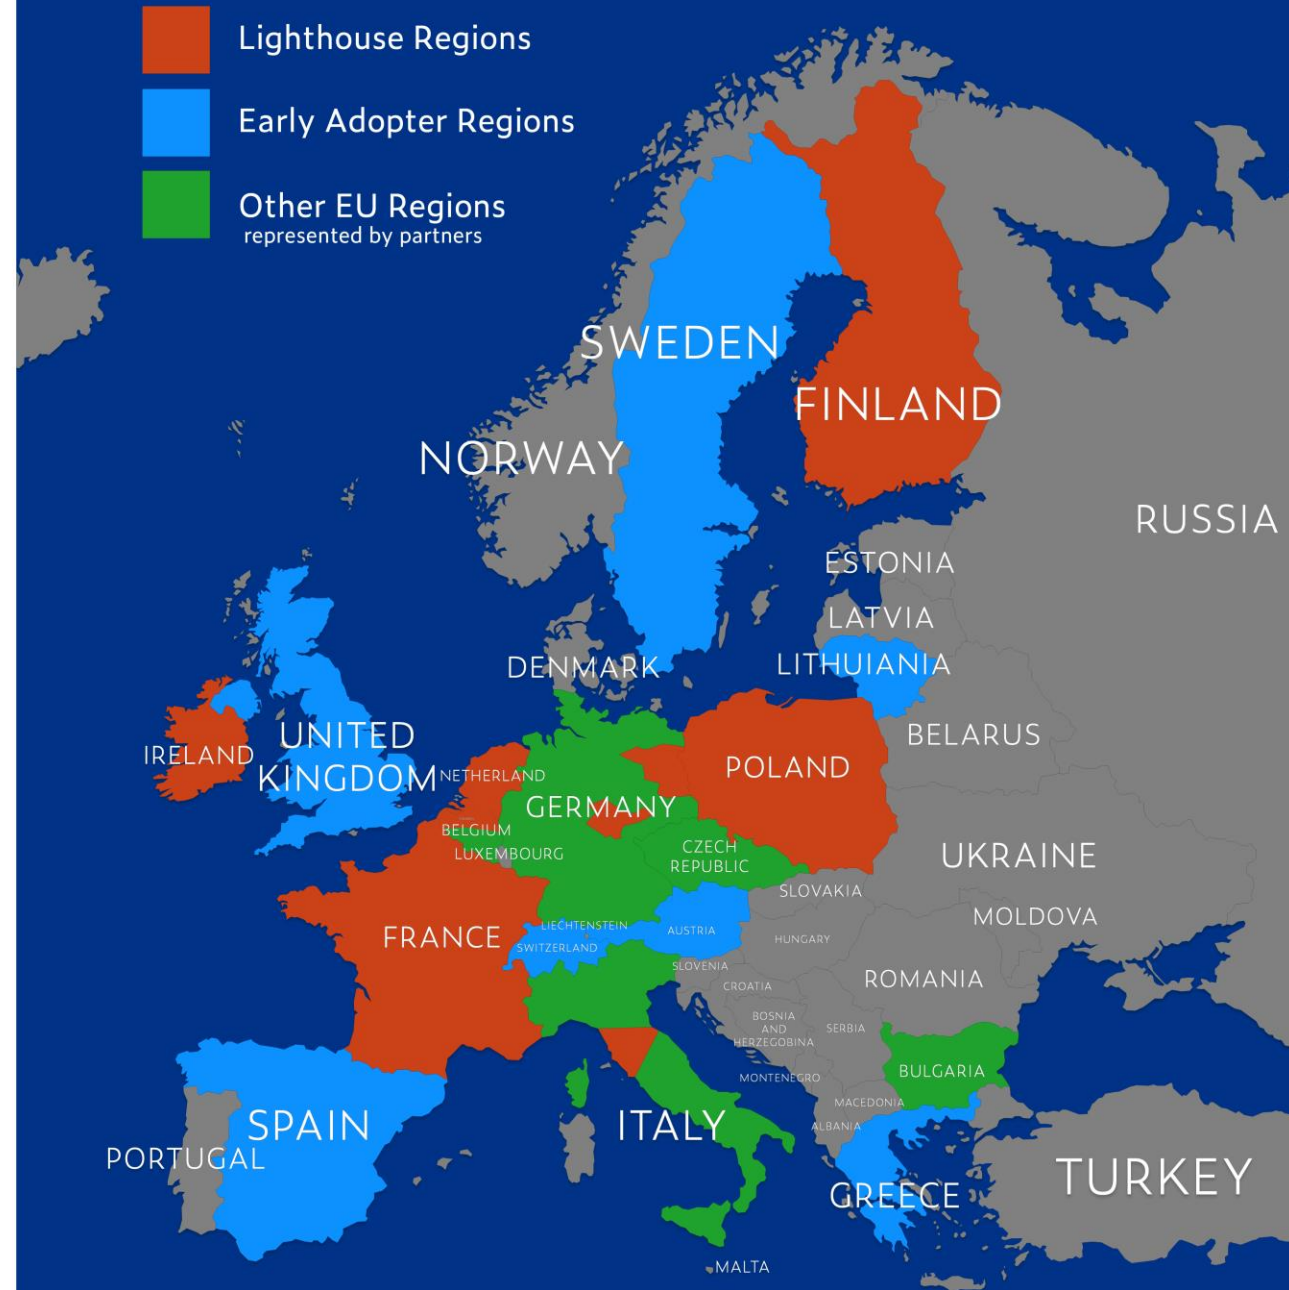 Lighthouse Regions
Early Adopter Regions
Other EU Regions
represented by partners
SWEDEN
FINLAND
NORWAY
RUSSIA
ESTONIA
LATVIA
DENMARK
LITHUIANIA
IRELAND
UNITED
KINGDOM
BELARUS
NETHERLAND
POLAND
GERMANY
BELGIUM
LUXEMBOURG
CZECH
REPUBLIC
UKRAINE
SLOVAKIA
MOLDOVA
FRANCE
LIECHTENSTEIN
SWITZERLAND
AUSTRIA
HUNGARY
SLOVENIA
ROMANIA
CROATIA
BOSNIA
AND
HERZEGOBINA
SERBIA
MONTENEGRO
BULGARIA
MACEDONIA
ALBANIA
SPAIN
PORTUGAL
ITALY
GREECE
TURKEY
MALTA